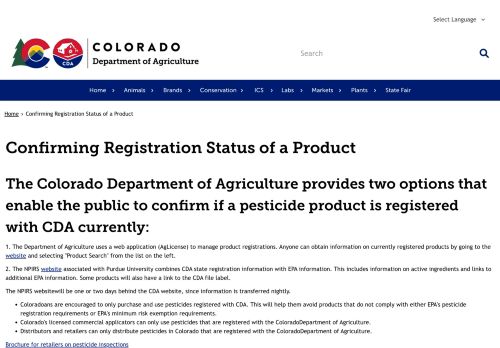 Select Language
COLORADO
Department of Agriculture
CDA
Search
Home Animals Brands Conservation ICS Labs Markets Plants State Fair
Home › Confirming Registration Status of a Product
Confirming Registration Status of a Product
The Colorado Department of Agriculture provides two options that
enable the public to confirm if a pesticide product is registered
with CDA currently:
1. The Department of Agriculture uses a web application (AgLicense) to manage product registrations. Anyone can obtain information on currently registered products by going to the
website and selecting "Product Search" from the list on the left.
2. The NPIRS website associated with Purdue University combines CDA state registration information with EPA information. This includes information on active ingredients and links to
additional EPA information. Some products will also have a link to the CDA file label.
The NPIRS websitewill be one or two days behind the CDA website, since information is transferred nightly.
• Coloradoans are encouraged to only purchase and use pesticides registered with CDA. This will help them avoid products that do not comply with either EPA's pesticide
registration requirements or EPA's minimum risk exemption requirements.
• Colorado's licensed commercial applicators can only use pesticides that are registered with the ColoradoDepartment of Agriculture.
• Distributors and retailers can only distribute pesticides in Colorado that are registered with the ColoradoDepartment of Agriculture.
Brochure for retailers on pesticide inspections